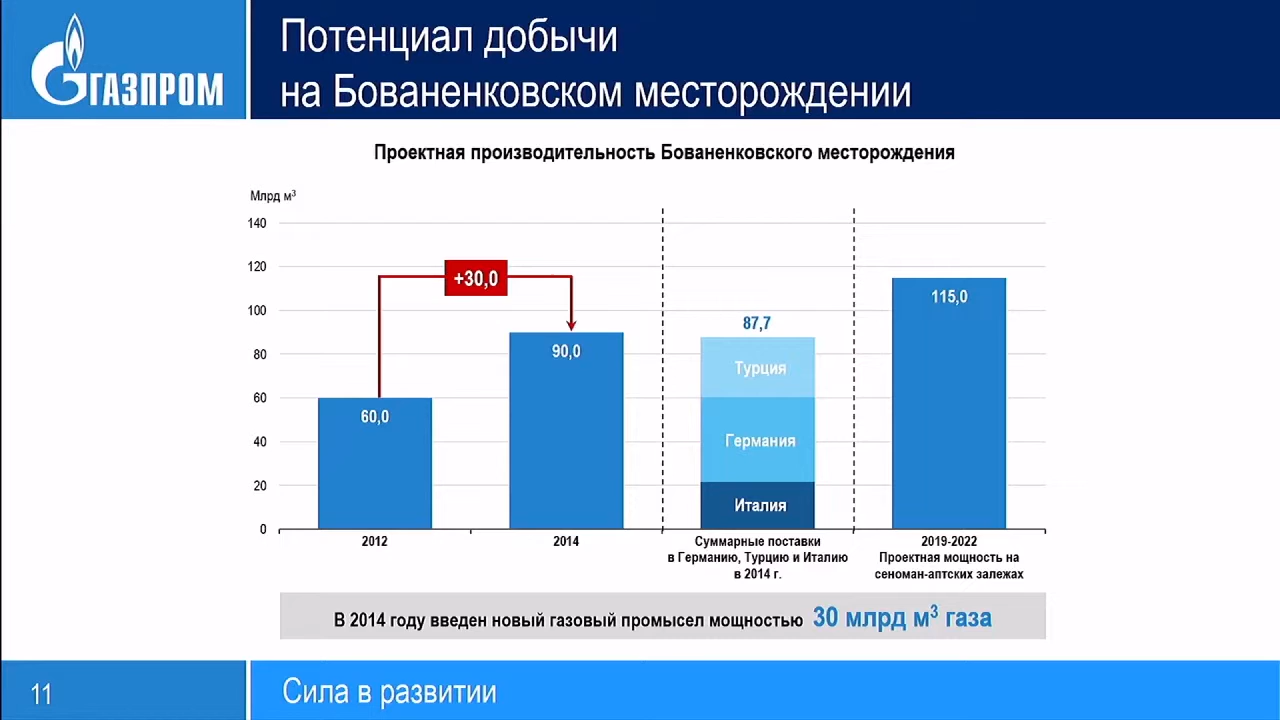 ГАЗПРОМ
Потенциал добычи
на Бованенковском месторождении
Проектная производительность Бованенковского месторождения
Млрд м³
140
120
100
80
60
40
20
0
+30,0
60,0
90,0
87,7
Турция
Германия
Италия
115,0
2012
2014
Суммарные поставки
в Германию, Турцию и Италию
в 2014 г.
2019-2022
Проектная мощность на
сеноман-аптских залежах
В 2014 году введен новый газовый промысел мощностью 30 млрд м³ газа
11
Сила в развитии